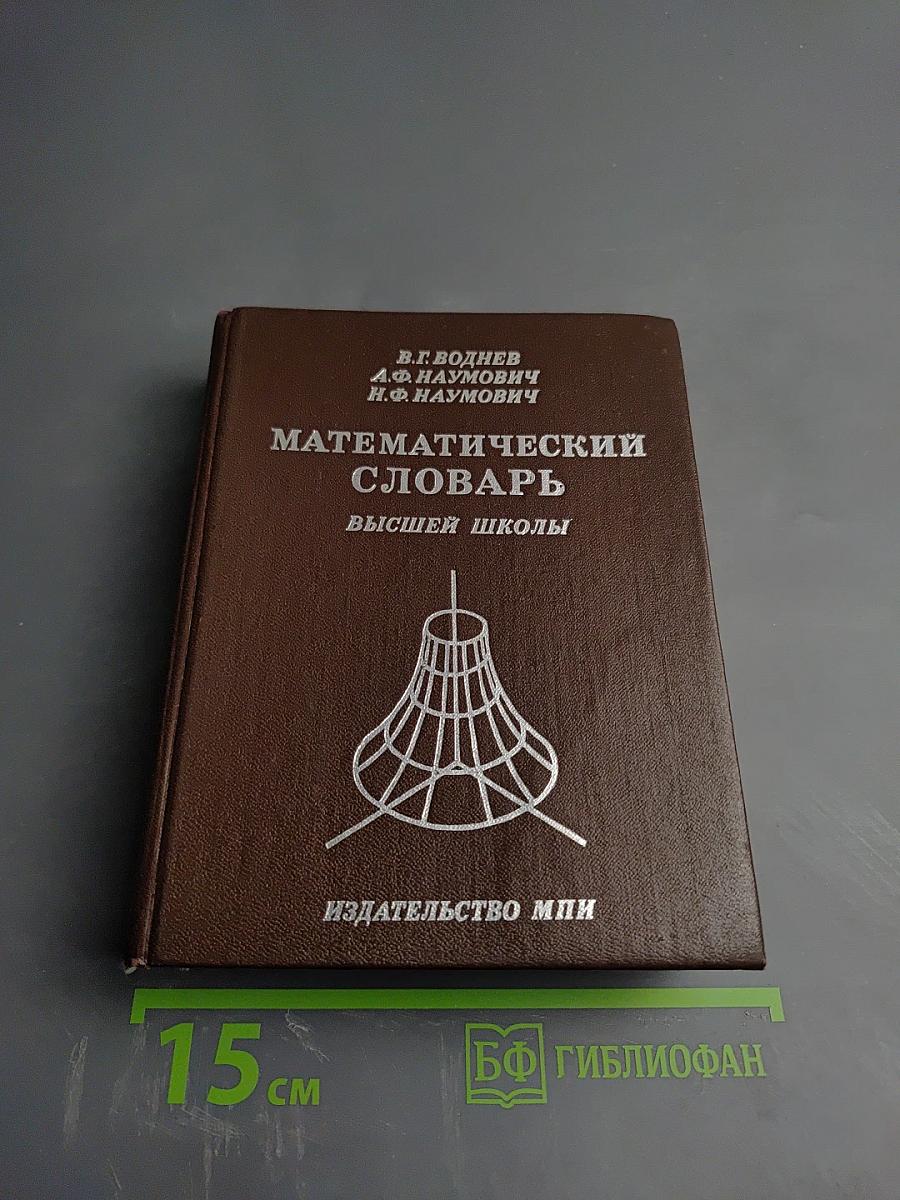 В.Г. ВОДНЕВ
А.Ф. НАУМОВИЧ
Н.Ф. НАУМОВИЧ
МАТЕМАТИЧЕСКИЙ
СЛОВАРЬ
ВЫСШЕЙ ШКОЛЫ
ИЗДАТЕЛЬСТВО МПИ
15 СМ
БФ ГИБЛИОФАН